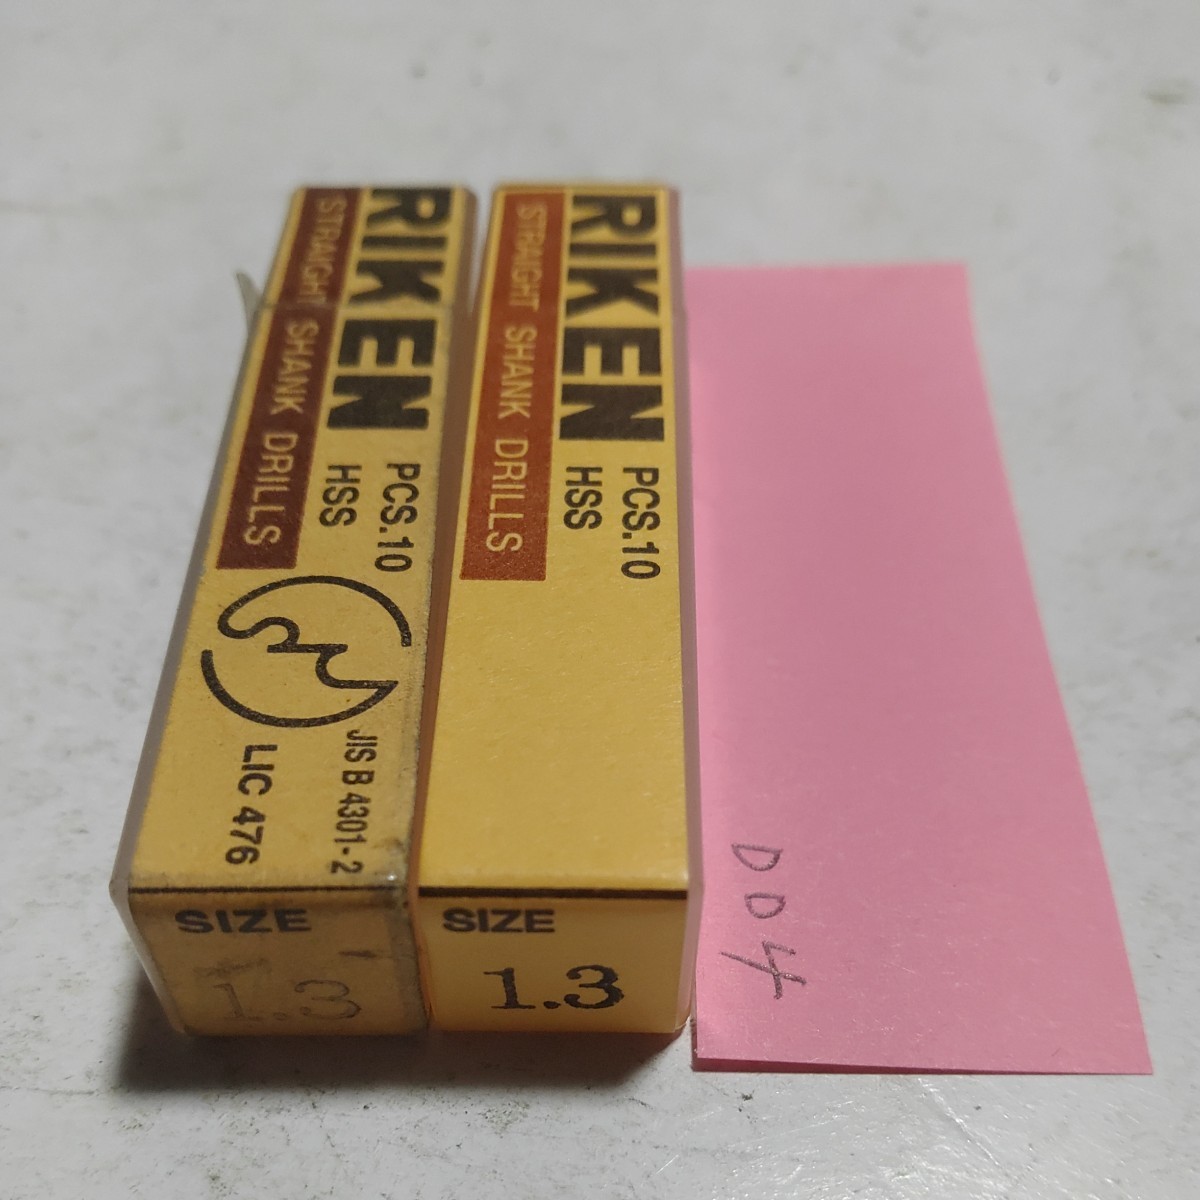 RIKEN
STRAIGHT SHANK DRILLS
PCS.10
HSS
JIS B 4301-2
LIC 476
SIZE
1.3
RIKEN
STRAIGHT SHANK DRILLS
PCS.10
HSS
SIZE
1.3
DD4